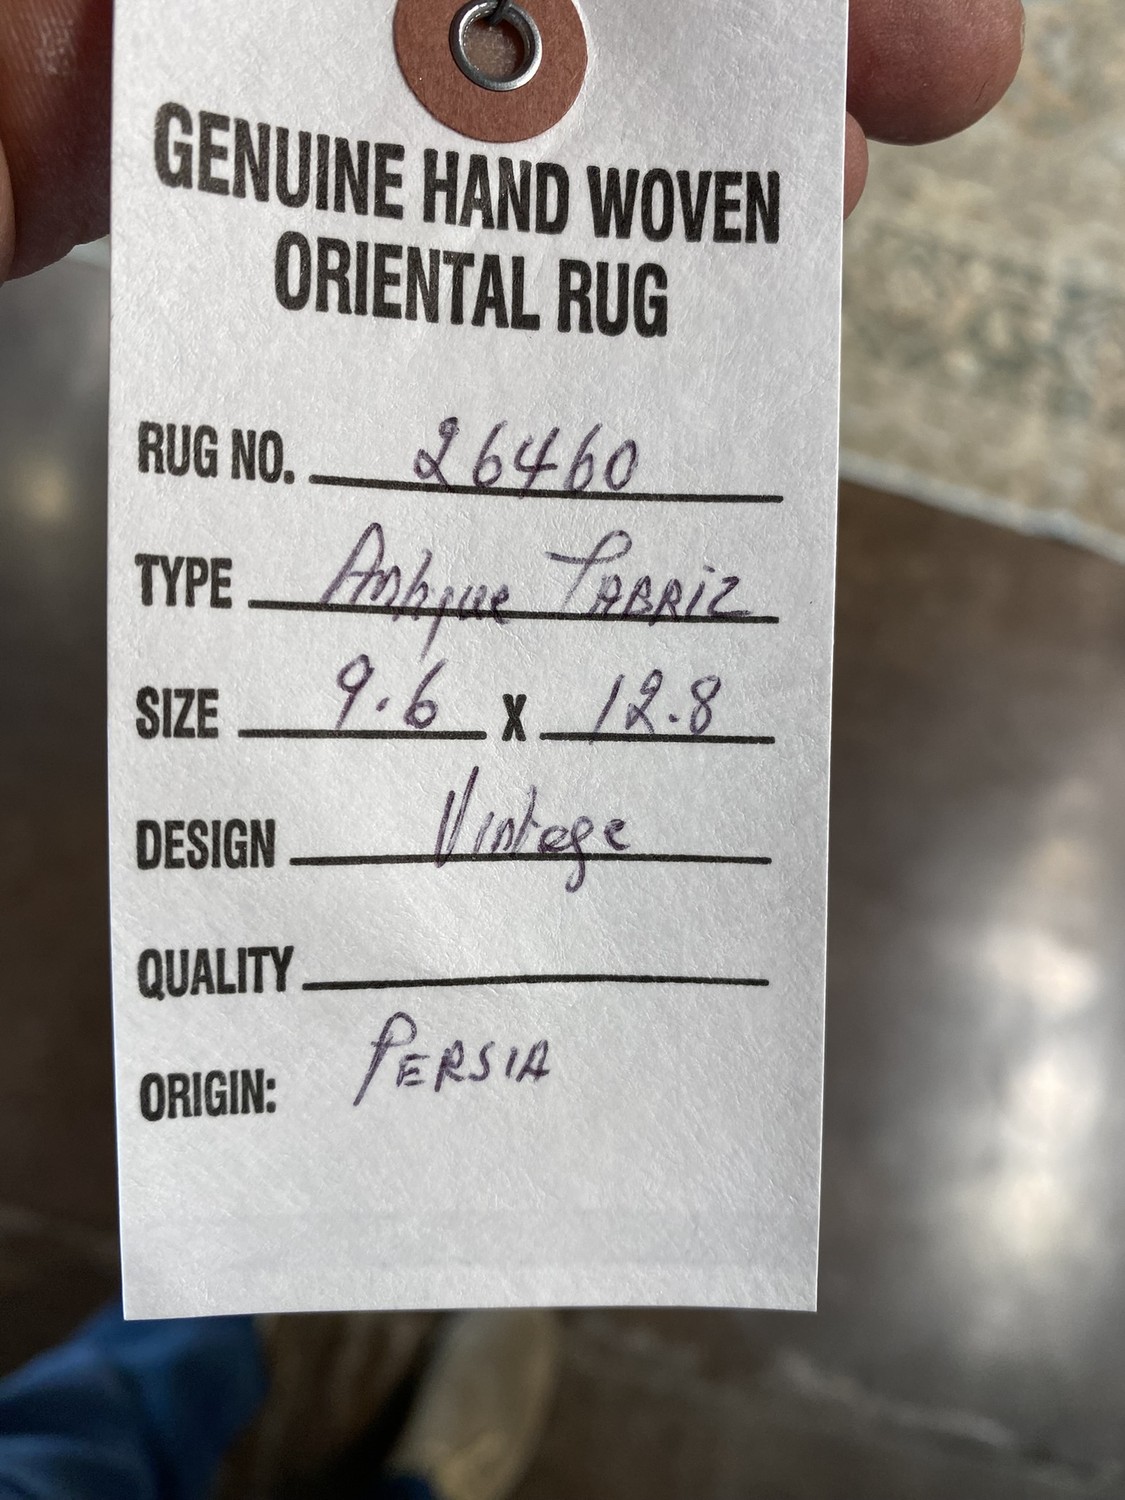 GENUINE HAND WOVEN
ORIENTAL RUG
RUG NO. 26460
TYPE Antique TABRIZ
SIZE 9.6 X 12.8
DESIGN Vintage
QUALITY
ORIGIN: PERSIA